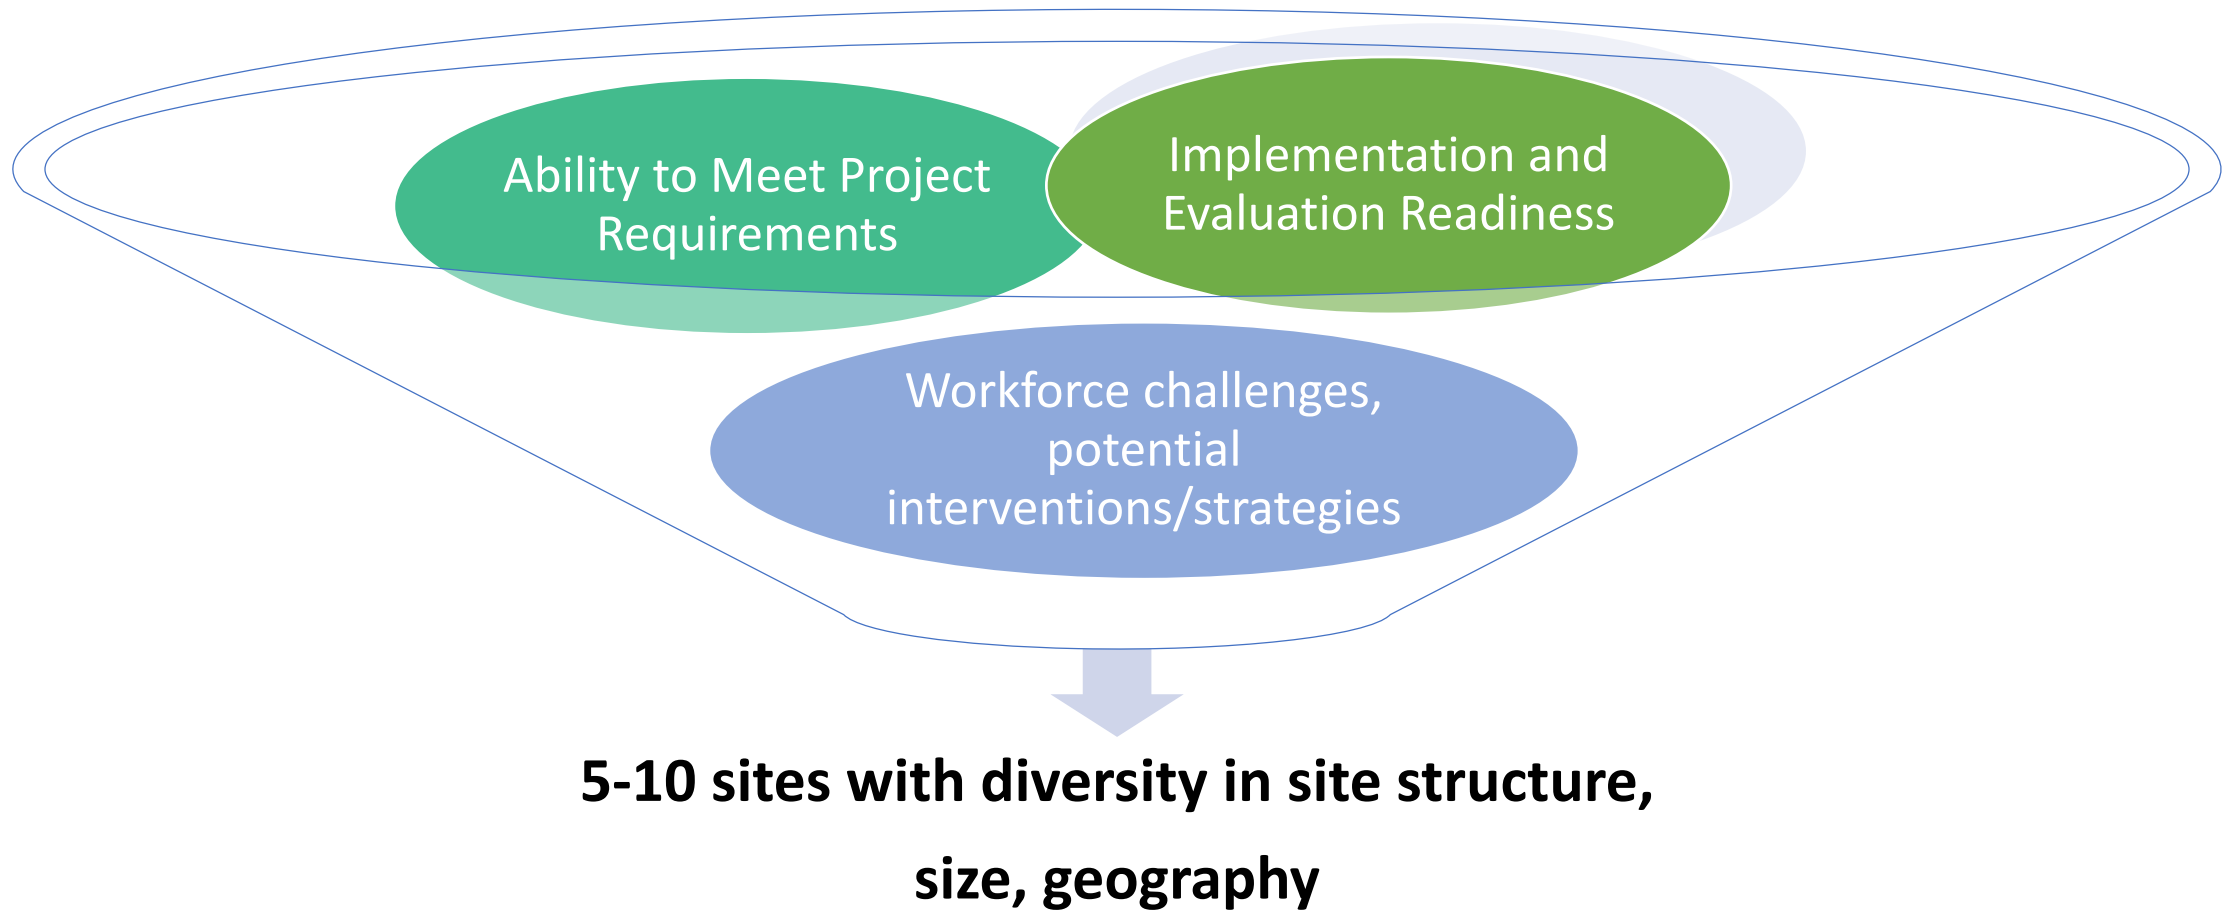 Ability to Meet Project
Requirements
Implementation and
Evaluation Readiness
Workforce challenges,
potential
interventions/strategies
5-10 sites with diversity in site structure,
size, geography